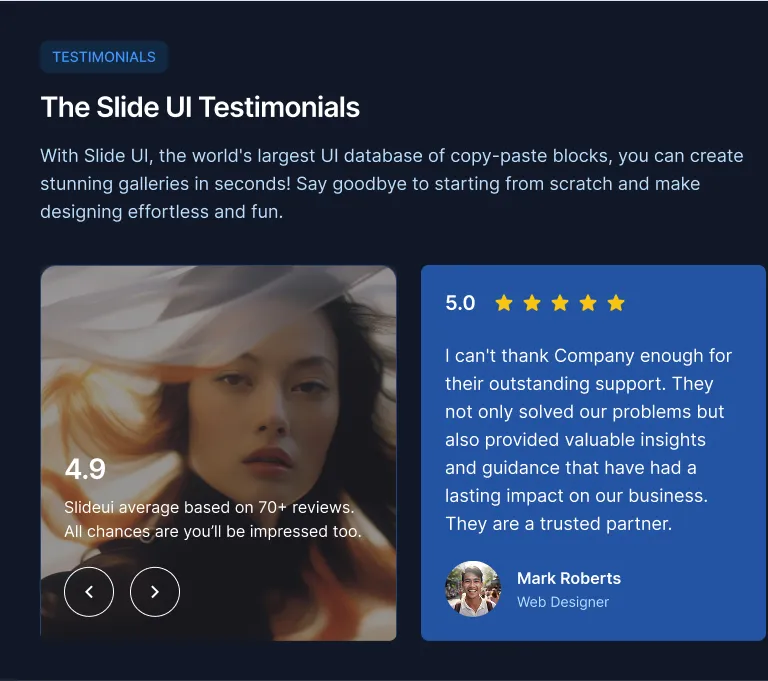 TESTIMONIALS
The Slide UI Testimonials
With Slide UI, the world's largest UI database of copy-paste blocks, you can create
stunning galleries in seconds! Say goodbye to starting from scratch and make
designing effortless and fun.
4.9
Slideui average based on 70+ reviews.
All chances are you’ll be impressed too.
5.0
I can't thank Company enough for
their outstanding support. They
not only solved our problems but
also provided valuable insights
and guidance that have had a
lasting impact on our business.
They are a trusted partner.
Mark Roberts
Web Designer